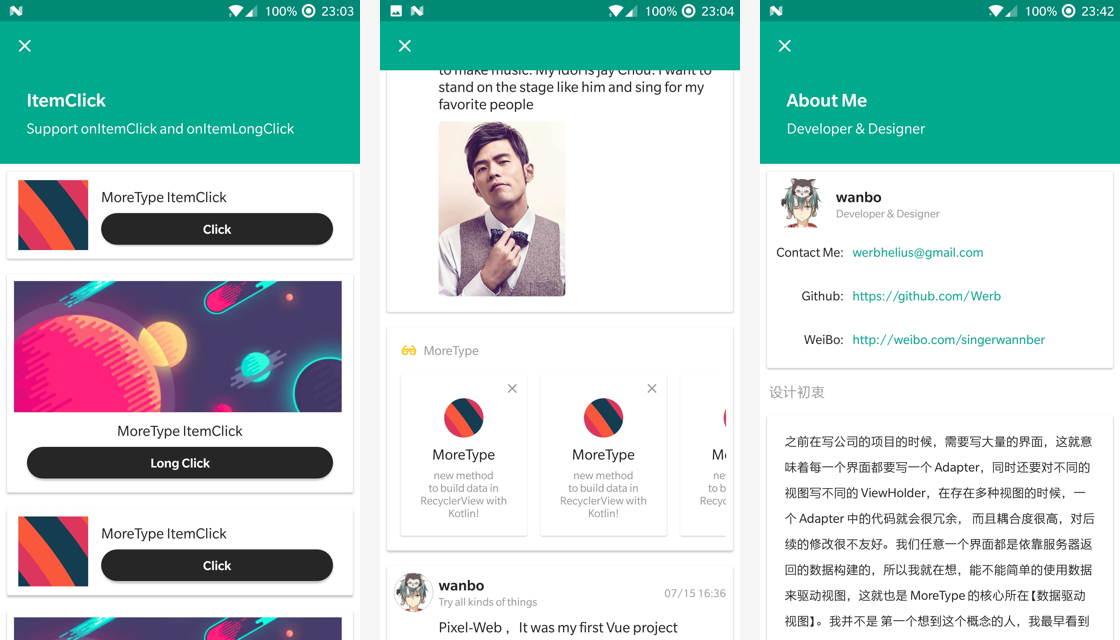 100% 23:03
ItemClick
Support onItemClick and onItemLongClick
MoreType ItemClick
Click
MoreType ItemClick
Long Click
MoreType ItemClick
Click
100% 23:04
to make music. My idol is Jay Chou. I want to
stand on the stage like him and sing for my
favorite people
MoreType
MoreType
new method
to build data in
RecyclerView with
Kotlin!
MoreType
new method
to build data in
RecyclerView with
Kotlin!
wanbo
07/15 16:36
Try all kinds of things
Pixel-Web ，It was my first Vue project
100% 23:42
About Me
Developer & Designer
wanbo
Developer & Designer
Contact Me: werbhelius@gmail.com
Github: https://github.com/Werb
WeiBo: http://weibo.com/singerwannber
设计初衷
之前在写公司的项目的时候，需要写大量的界面，这就意
味着每一个界面都要写一个 Adapter，同时还要对不同的
视图写不同的 ViewHolder，在存在多种视图的时候，一
个 Adapter 中的代码就会很冗余， 而且耦合度很高，对后
续的修改很不友好。我们任意一个界面都是依靠服务器返
回的数据构建的，所以我就在想，能不能简单的使用数据
来驱动视图，这就也是 MoreType 的核心所在【数据驱动
视图】。我并不是 第一个想到这个概念的人，我最早看到